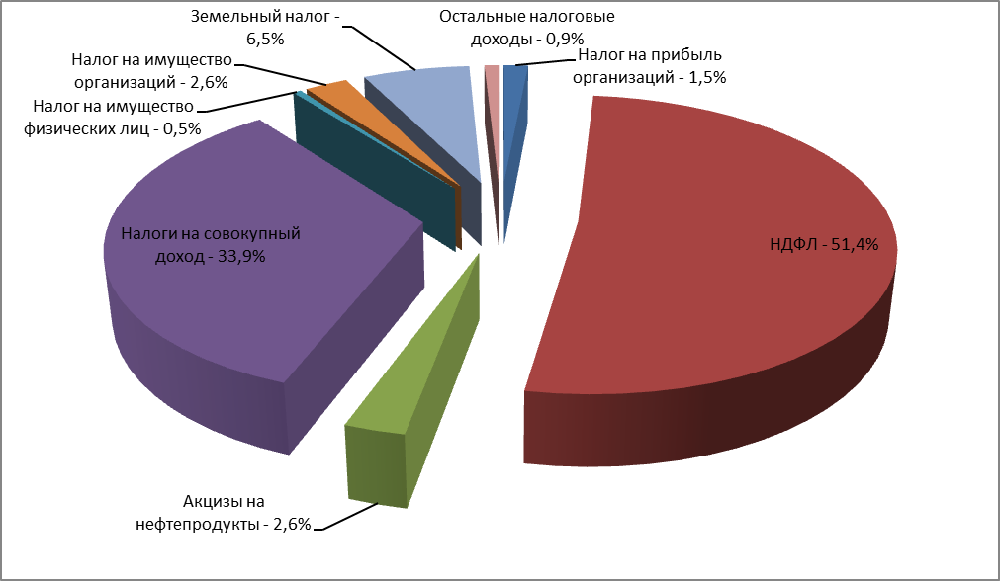 Земельный налог -
6,5%
Остальные налоговые
доходы - 0,9%
Налог на прибыль
организаций - 1,5%
Налог на имущество
организаций - 2,6%
Налог на имущество
физических лиц - 0,5%
Налоги на совокупный
доход - 33,9%
НДФЛ - 51,4%
Акцизы на
нефтепродукты - 2,6%